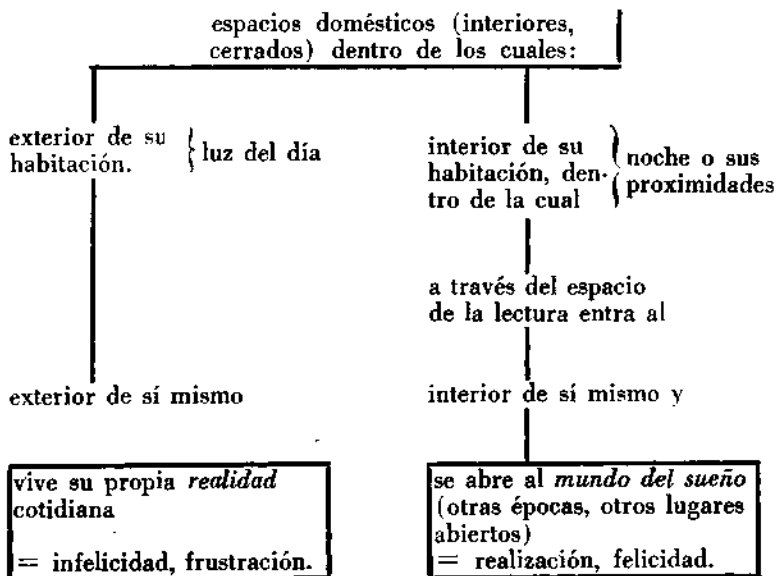 espacios domésticos (interiores,
cerrados) dentro de los cuales:
exterior de su
habitación.
luz del día
interior de su
habitación, den-
tro de la cual
noche o sus
proximidades
a través del espacio
de la lectura entra al
exterior de sí mismo
interior de sí mismo y
vive su propia realidad
cotidiana
= infelicidad, frustración.
se abre al mundo del sueño
(otras épocas, otros lugares
abiertos)
= realización, felicidad.